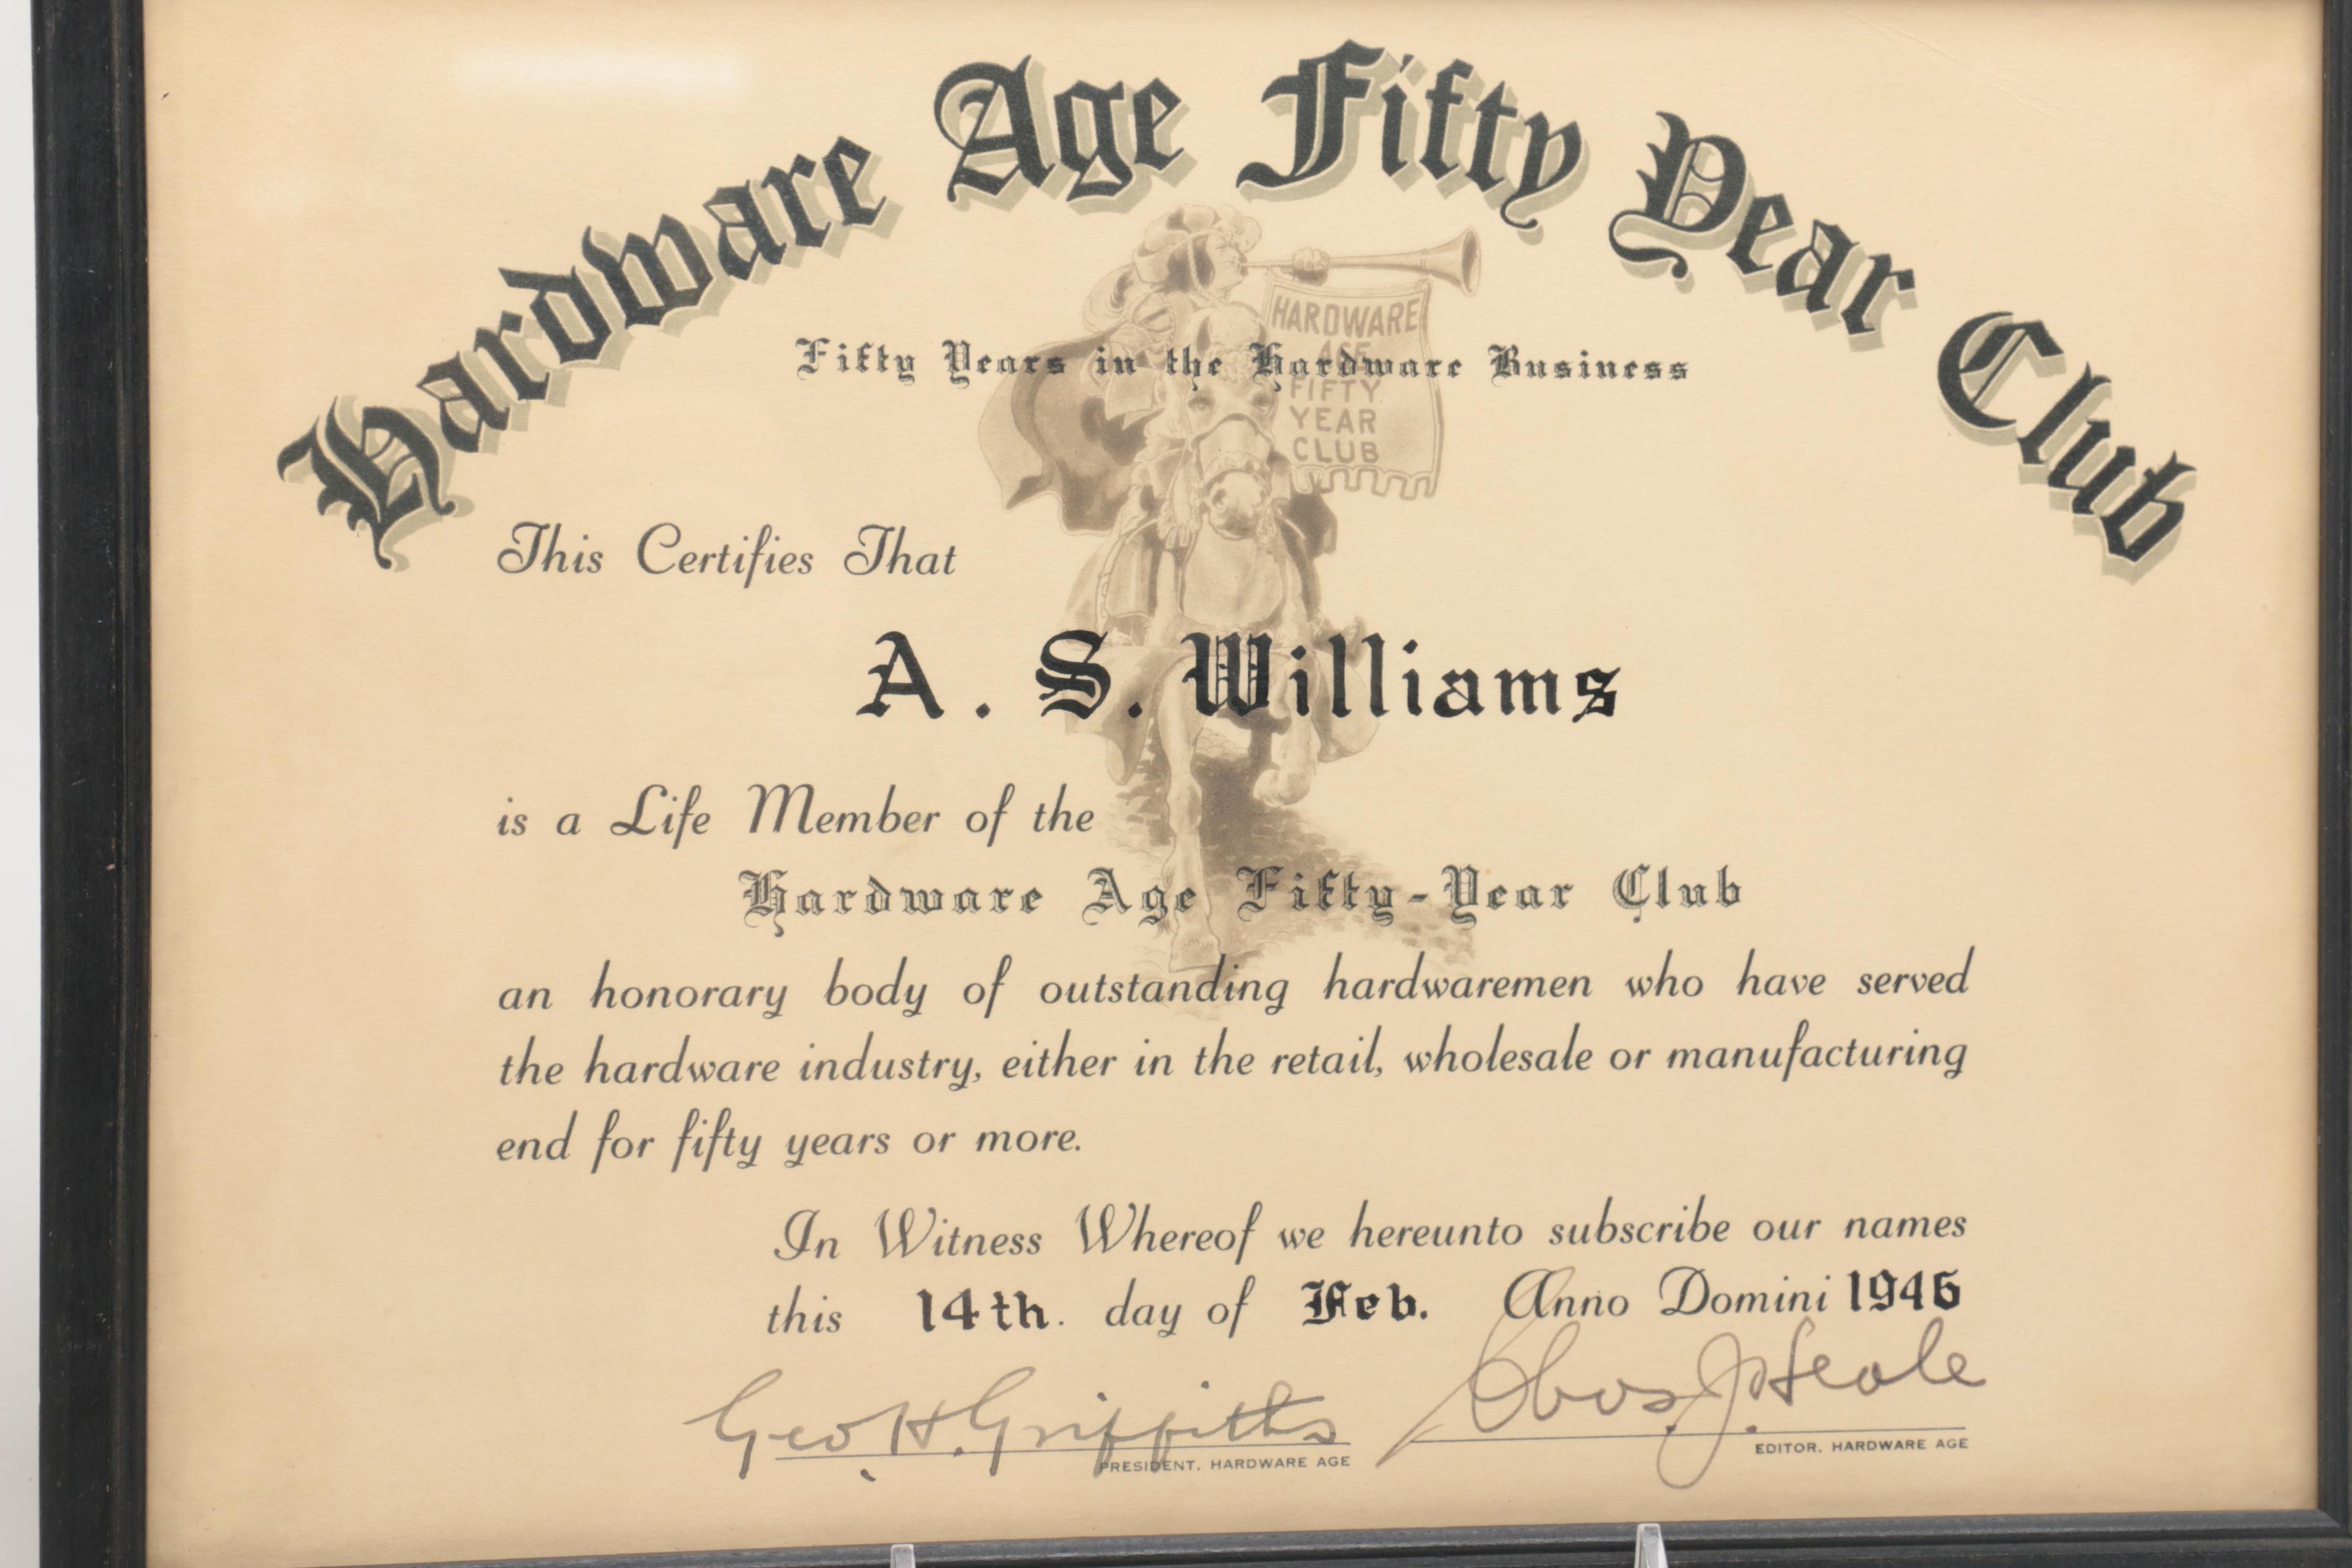 Hardware Age Fifty Year Club
HARDWARE
AGE
FIFTY
YEAR
CLUB
Fifty Years in the Hardware Business
This Certifies That
A. S. Williams
is a Life Member of the
Hardware Age Fifty-Year Club
an honorary body of outstanding hardwaremen who have served
the hardware industry, either in the retail, wholesale or manufacturing
end for fifty years or more.
In Witness Whereof we hereunto subscribe our names
this 14th. day of Feb. Anno Domini 1946
Geo. H. Griffiths
PRESIDENT, HARDWARE AGE
Chas. J. Heale
EDITOR, HARDWARE AGE